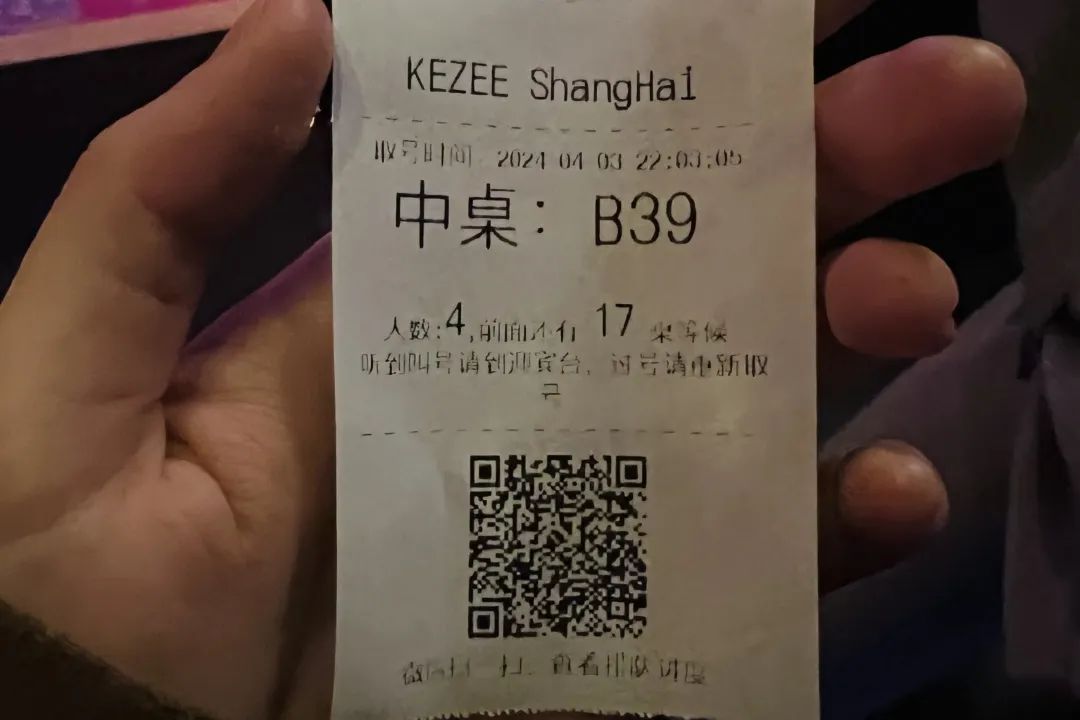 KEZEE ShangHai
取号时间 2024-04-03 22:03:05
中桌： B39
人数:4,前面还有 17 桌等候
听到叫号请到迎宾台，过号请重新取
号
微信扫一扫，查看排队进度